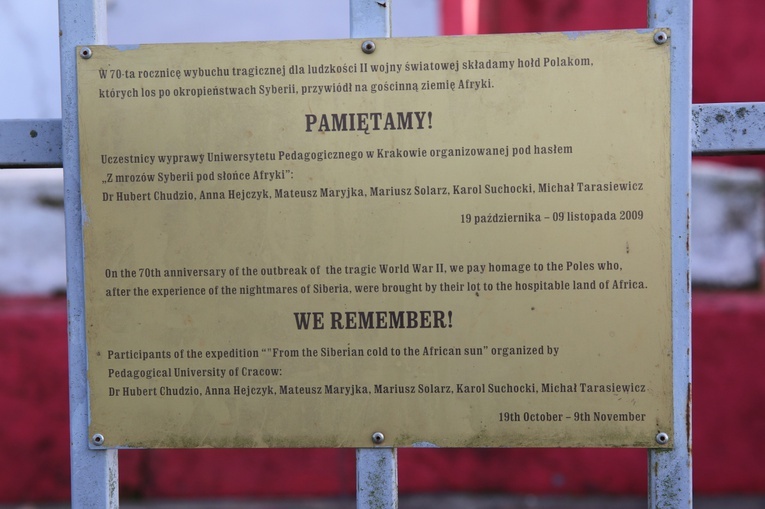 W 70-ta rocznicę wybuchu tragicznej dla ludzkości II wojny światowej składamy hołd Polakom,
których los po okropieństwach Syberii, przywiódł na gościnną ziemię Afryki.
PAMIĘTAMY!
Uczestnicy wyprawy Uniwersytetu Pedagogicznego w Krakowie organizowanej pod hasłem
„Z mrozów Syberii pod słońce Afryki”:
Dr Hubert Chudzio, Anna Hejczyk, Mateusz Maryjka, Mariusz Solarz, Karol Suchocki, Michał Tarasiewicz
19 października – 09 listopada 2009
On the 70th anniversary of the outbreak of the tragic World War II, we pay homage to the Poles who,
after the experience of the nightmares of Siberia, were brought by their lot to the hospitable land of Africa.
WE REMEMBER!
Participants of the expedition “"From the Siberian cold to the African sun” organized by
Pedagogical University of Cracow:
Dr Hubert Chudzio, Anna Hejczyk, Mateusz Maryjka, Mariusz Solarz, Karol Suchocki, Michał Tarasiewicz
19th October – 9th November